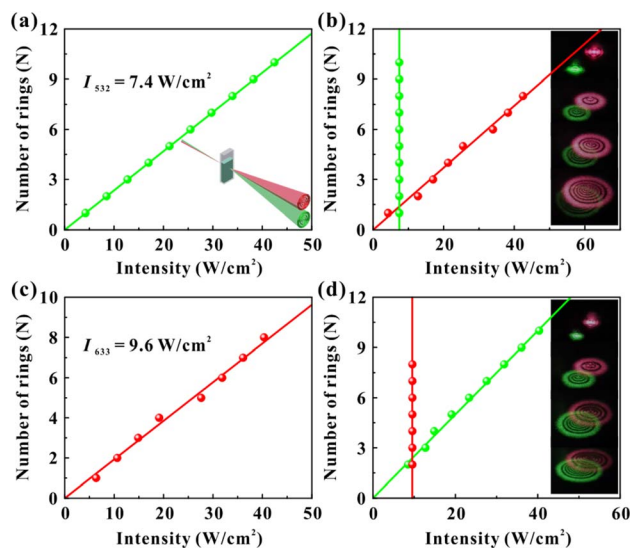 (a)
12
9
6
3
0
Number of rings (N)
I 532 = 7.4 W/cm²
0 10 20 30 40 50
Intensity (W/cm²)
(b)
12
9
6
3
0
Number of rings (N)
0 20 40 60
Intensity (W/cm²)
(c)
10
8
6
4
2
0
Number of rings (N)
I 633 = 9.6 W/cm²
0 10 20 30 40 50
Intensity (W/cm²)
(d)
12
9
6
3
0
Number of rings (N)
0 20 40 60
Intensity (W/cm²)